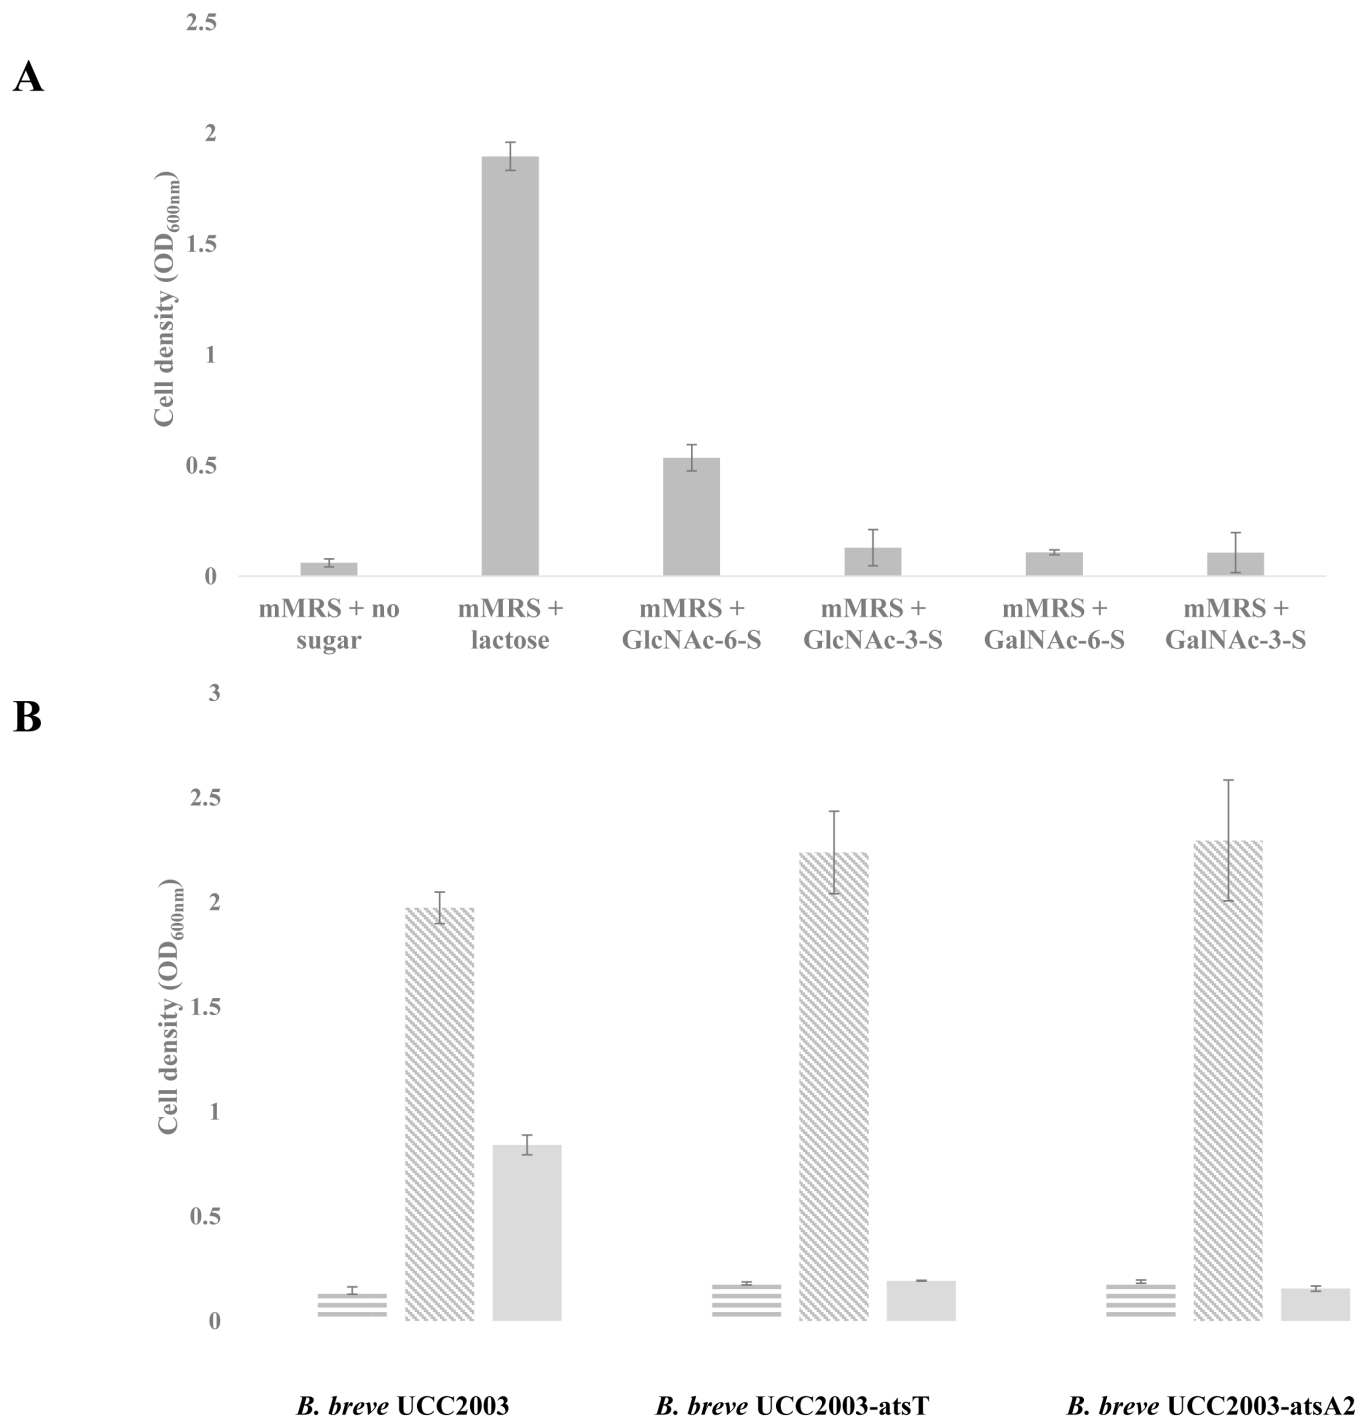 A
2.5
2
1.5
1
0.5
0
Cell density (OD600nm)
mMRS + no sugar
mMRS + lactose
mMRS + GlcNAc-6-S
mMRS + GlcNAc-3-S
mMRS + GalNAc-6-S
mMRS + GalNAc-3-S
B
3
2.5
2
1.5
1
0.5
0
Cell density (OD600nm)
B. breve UCC2003
B. breve UCC2003-atsT
B. breve UCC2003-atsA2